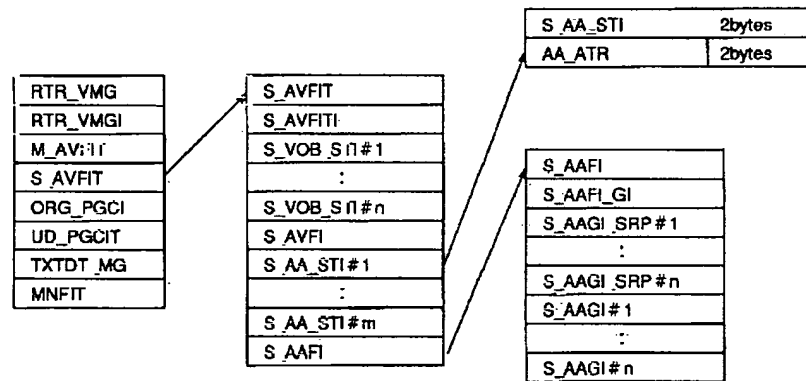 RTR_VMG
RTR_VMGI
M_AVFIT
S_AVFIT
ORG_PGCI
UD_PGCIT
TXTDT_MG
MNFIT
S_AVFIT
S_AVFITI
S_VOB_STI#1
:
S_VOB_STI#n
S_AVFI
S_AA_STI#1
:
S_AA_STI#m
S_AAFI
S_AA_STI 2bytes
AA_ATR 2bytes
S_AAFI
S_AAFI_GI
S_AAGI_SRP#1
:
S_AAGI_SRP#n
S_AAGI#1
:
S_AAGI#n